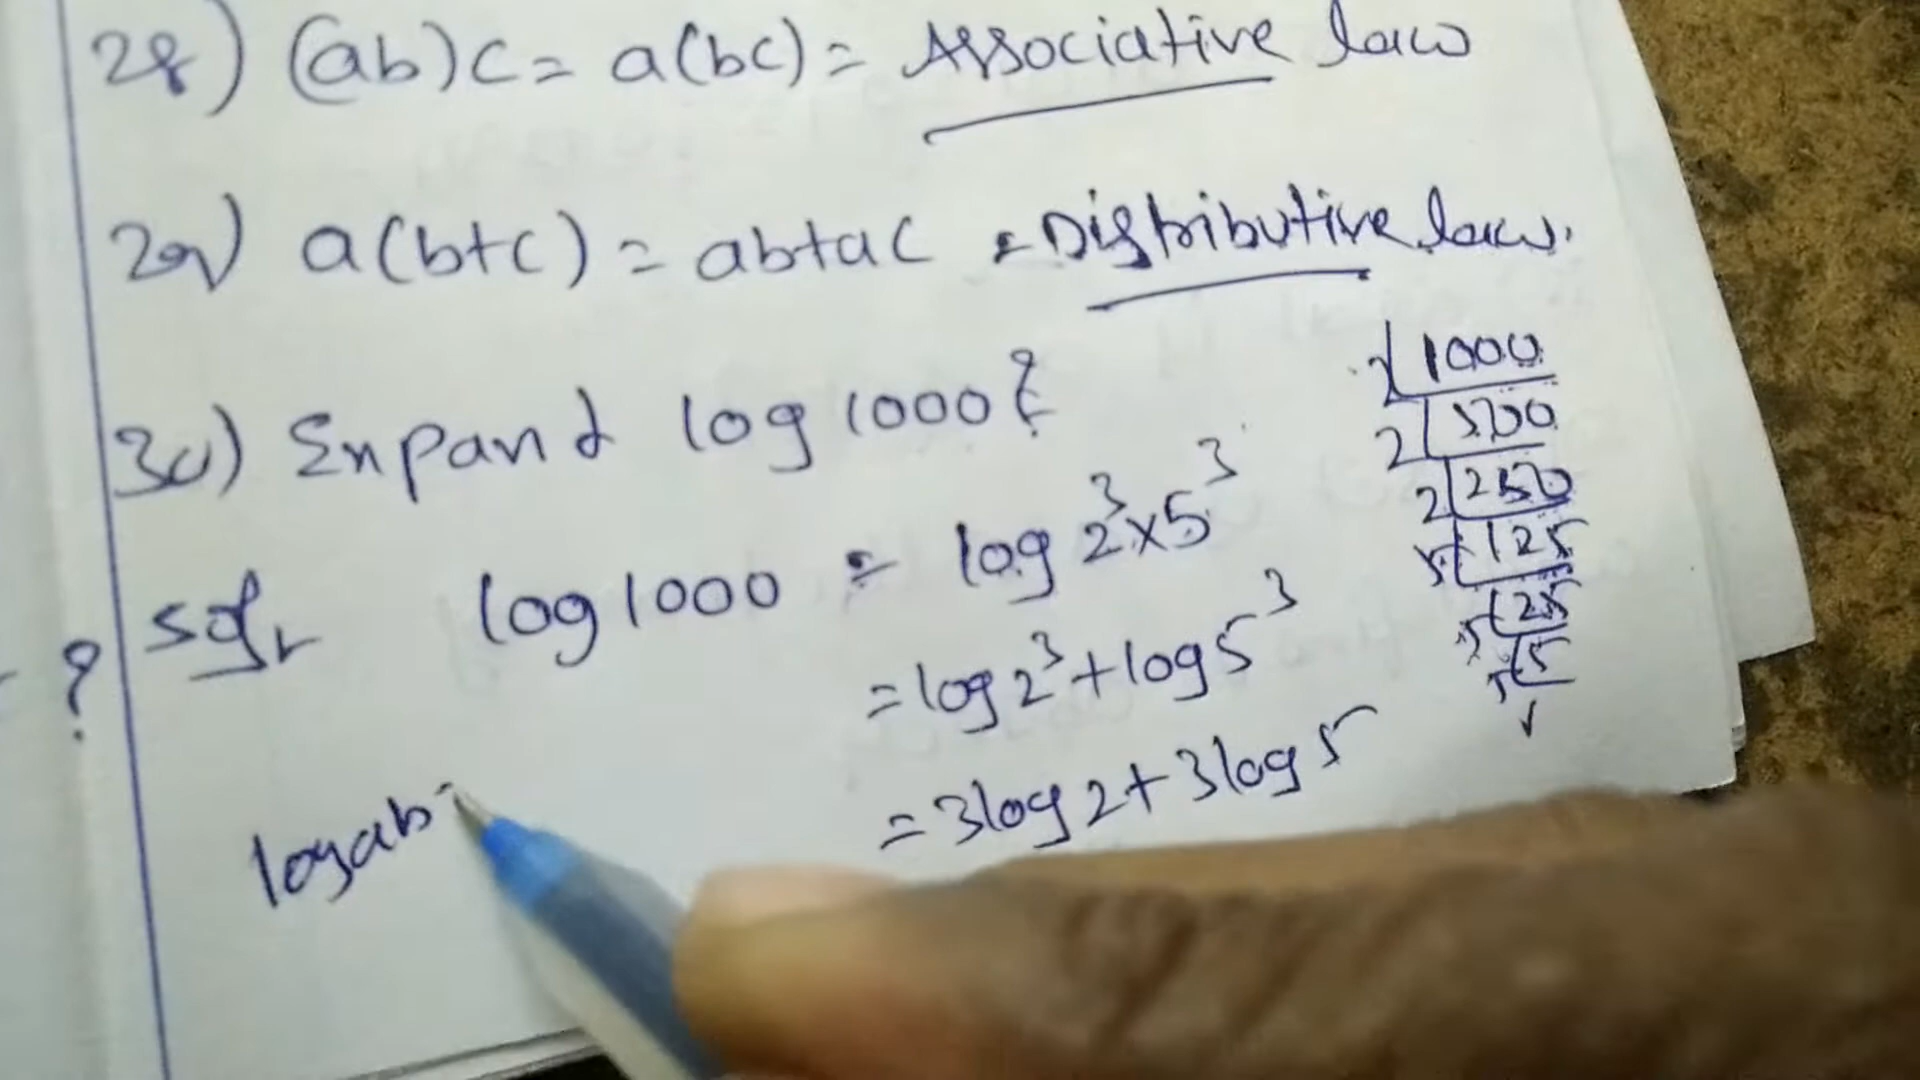 28) (ab)c = a(bc) = Associative law
29) a(b+c) = ab+ac = Distributive law.
30) Expand log 1000?
Sol log 1000 = log 2³×5³
= log 2³ + log 5³
= 3log 2 + 3log 5
log ab =
?
2 1000
2 500
2 250
5 125
5 25
5 5